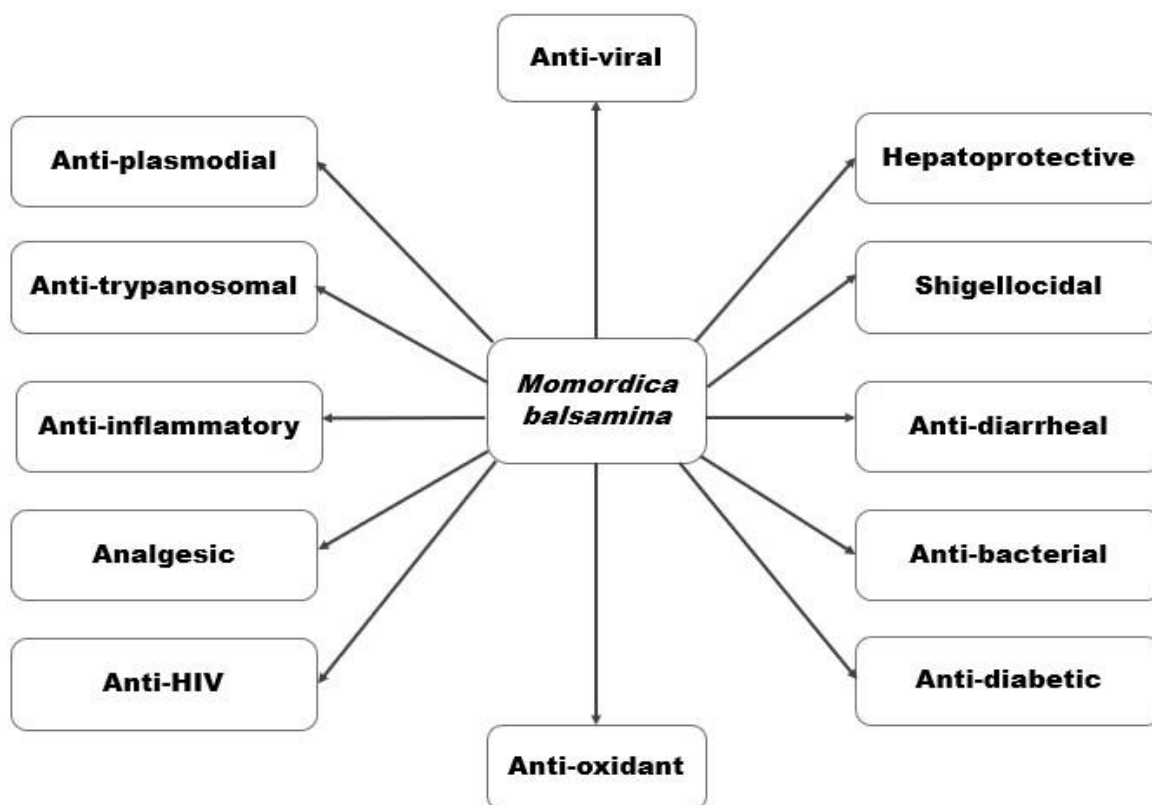 Anti-viral
Anti-plasmodial
Hepatoprotective
Anti-trypanosomal
Shigellocidal
Momordica
balsamina
Anti-inflammatory
Anti-diarrheal
Analgesic
Anti-bacterial
Anti-HIV
Anti-diabetic
Anti-oxidant